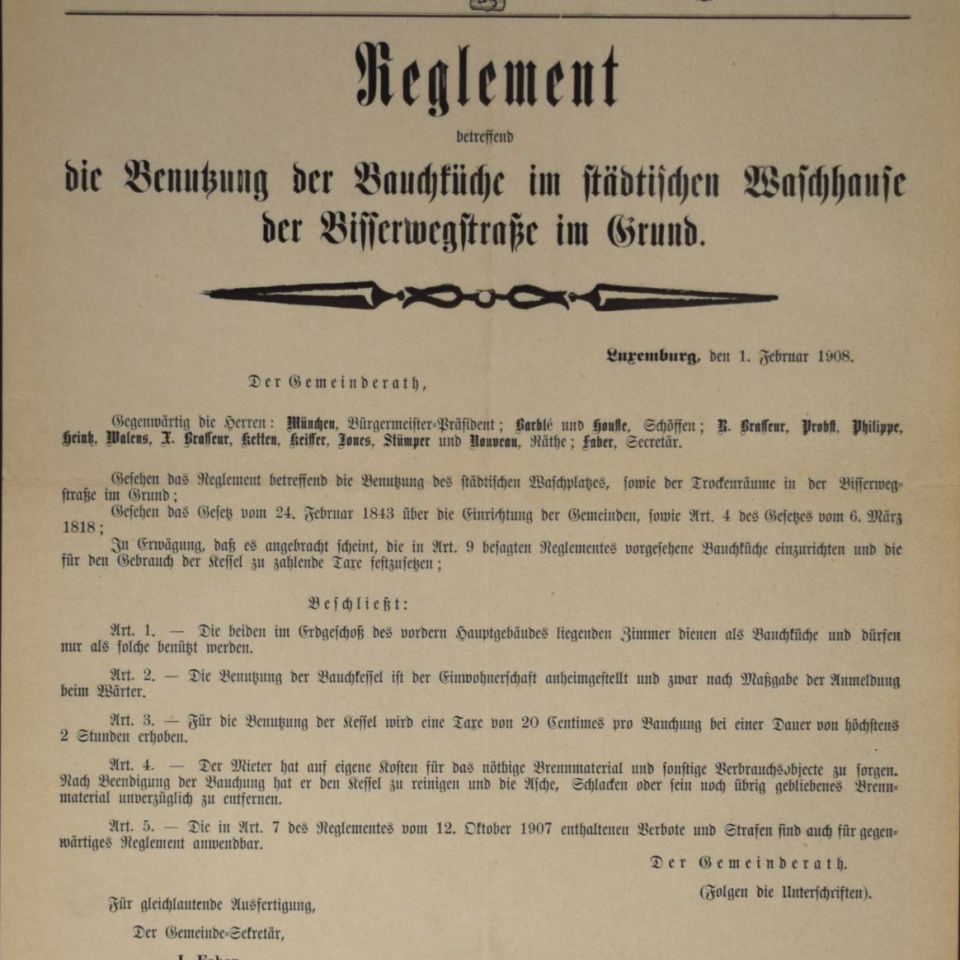 Reglement
betreffend
die Benutzung der Bauchküche im städtischen Waschhause
der Bisserwegstraße im Grund.
Luxemburg, den 1. Februar 1908.
Der Gemeinderath,
Gegenwärtig die Herren: München, Bürgermeister-Präsident; Barblé und Housse, Schöffen; R. Brasseur, Probst, Philippe,
Heintz, Walens, X. Brasseur, Ketten, Keiffer, Jones, Stümper und Nouveau, Räthe; Faber, Secretär.
Gesehen das Reglement betreffend die Benutzung des städtischen Waschplatzes, sowie der Trockenräume in der Bisserweg-
straße im Grund;
Gesehen das Gesetz vom 24. Februar 1843 über die Einrichtung der Gemeinden, sowie Art. 4 des Gesetzes vom 6. März
1818;
In Erwägung, daß es angebracht scheint, die in Art. 9 besagten Reglementes vorgesehene Bauchküche einzurichten und die
für den Gebrauch der Kessel zu zahlende Taxe festzusetzen;
Beschließt:
Art. 1. — Die beiden im Erdgeschoß des vordern Hauptgebäudes liegenden Zimmer dienen als Bauchküche und dürfen
nur als solche benützt werden.
Art. 2. — Die Benutzung der Bauchkessel ist der Einwohnerschaft anheimgestellt und zwar nach Maßgabe der Anmeldung
beim Wärter.
Art. 3. — Für die Benutzung der Kessel wird eine Taxe von 20 Centimes pro Bauchung bei einer Dauer von höchstens
2 Stunden erhoben.
Art. 4. — Der Mieter hat auf eigene Kosten für das nöthige Brennmaterial und sonstige Verbrauchsobjecte zu sorgen.
Nach Beendigung der Bauchung hat er den Kessel zu reinigen und die Asche, Schlacken oder sein noch übrig gebliebenes Brenn-
material unverzüglich zu entfernen.
Art. 5. — Die in Art. 7 des Reglementes vom 12. Oktober 1907 enthaltenen Verbote und Strafen sind auch für gegen-
wärtiges Reglement anwendbar.
Der Gemeinderath.
(Folgen die Unterschriften).
Für gleichlautende Ausfertigung,
Der Gemeinde-Sekretär,